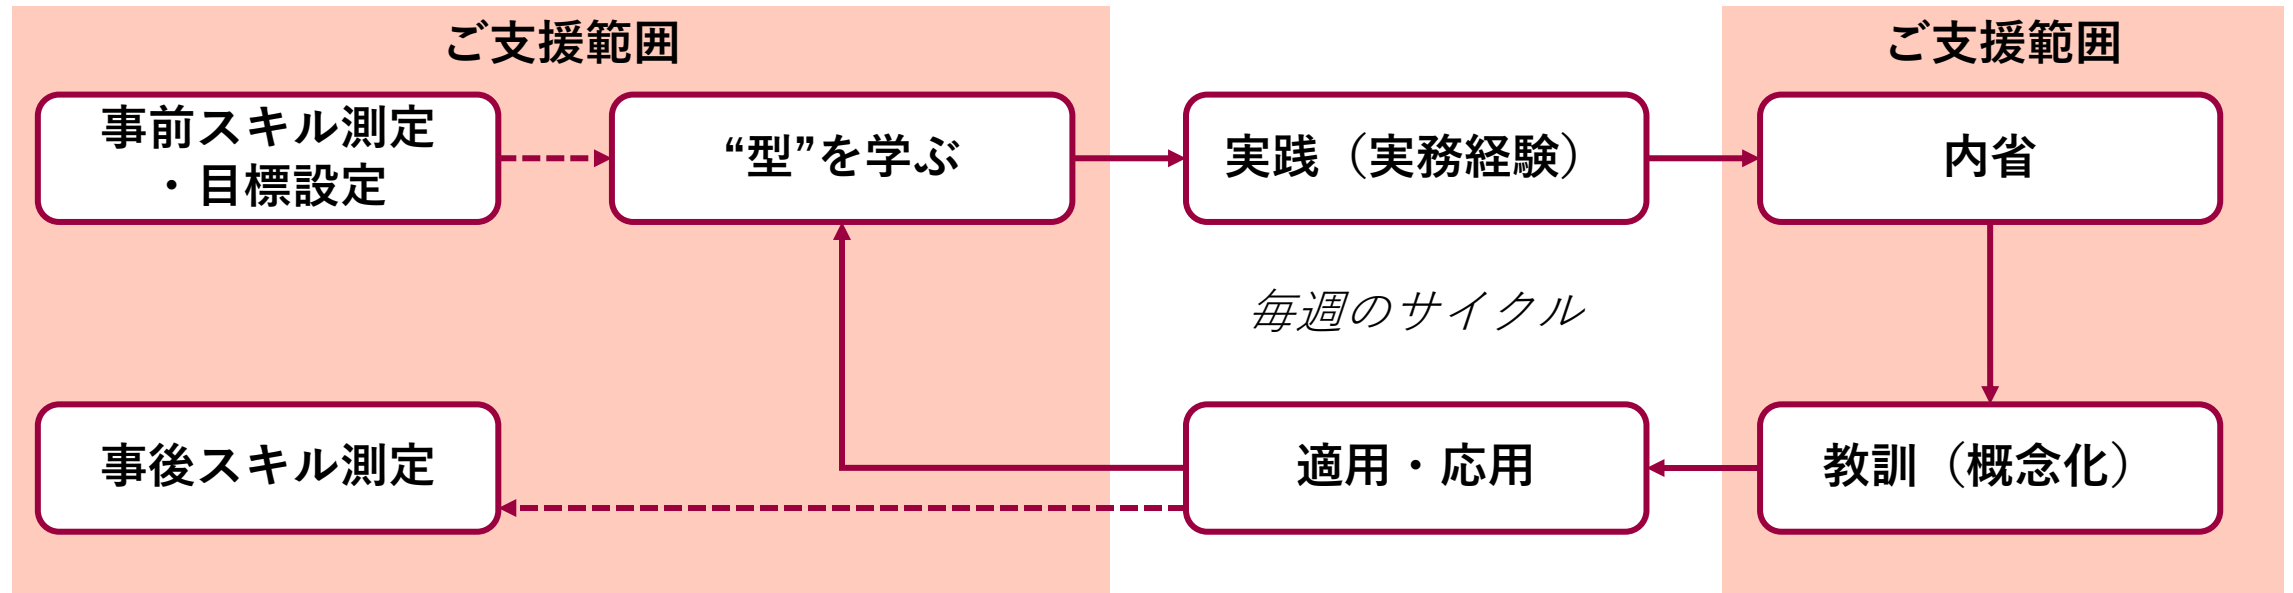 ご支援範囲
ご支援範囲
事前スキル測定
・目標設定
“型”を学ぶ
実践（実務経験）
内省
毎週のサイクル
事後スキル測定
適用・応用
教訓（概念化）